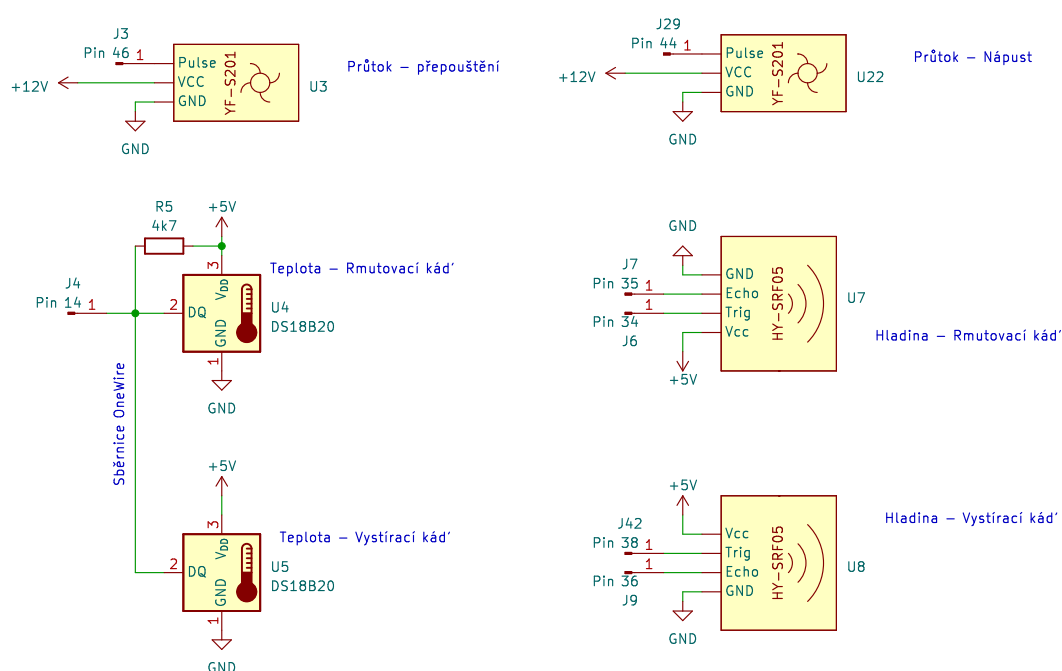 J3
Pin 46
1
Pulse
VCC
GND
+12V
GND
YF-S201
U3
Průtok – přepouštění
J29
Pin 44
1
Pulse
VCC
GND
+12V
GND
YF-S201
U22
Průtok – Nápust
R5
4k7
+5V
3
J4
Pin 14
1
2
DQ
VDD
GND
1
GND
U4
DS18B20
Teplota – Rmutovací káď
Sběrnice OneWire
+5V
3
2
DQ
VDD
GND
1
GND
U5
DS18B20
Teplota – Vystírací káď
GND
J7
Pin 35
1
1
Pin 34
J6
+5V
GND
Echo
Trig
Vcc
HY-SRF05
U7
Hladina – Rmutovací káď
+5V
J42
Pin 38
1
1
Pin 36
J9
GND
Vcc
Trig
Echo
GND
HY-SRF05
U8
Hladina – Vystírací káď